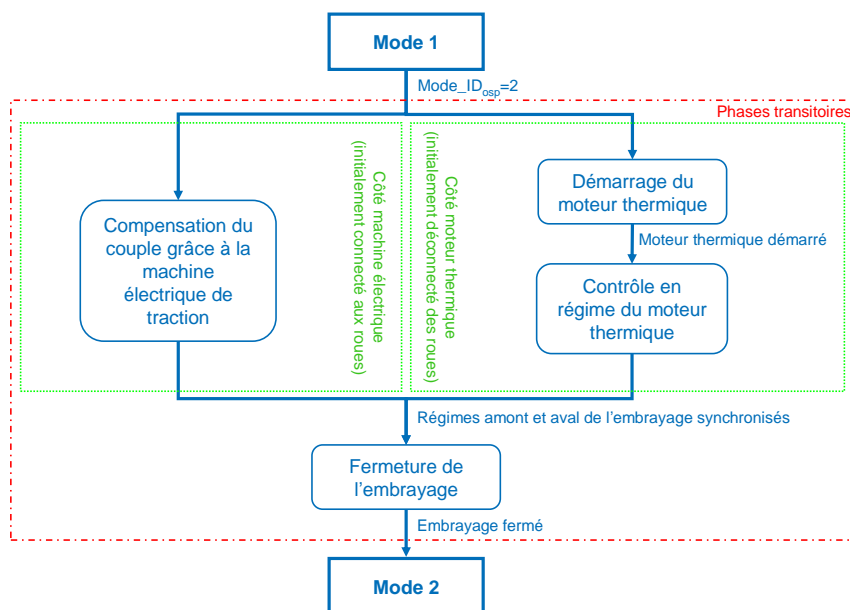 Mode 1
Mode_IDosp=2
Phases transitoires
Compensation du
couple grâce à la
machine
électrique de
traction
Côté machine électrique
(initialement connecté aux roues)
Côté moteur thermique
(initialement déconnecté des roues)
Démarrage du
moteur thermique
Moteur thermique démarré
Contrôle en
régime du moteur
thermique
Régimes amont et aval de l’embrayage synchronisés
Fermeture de
l’embrayage
Embrayage fermé
Mode 2